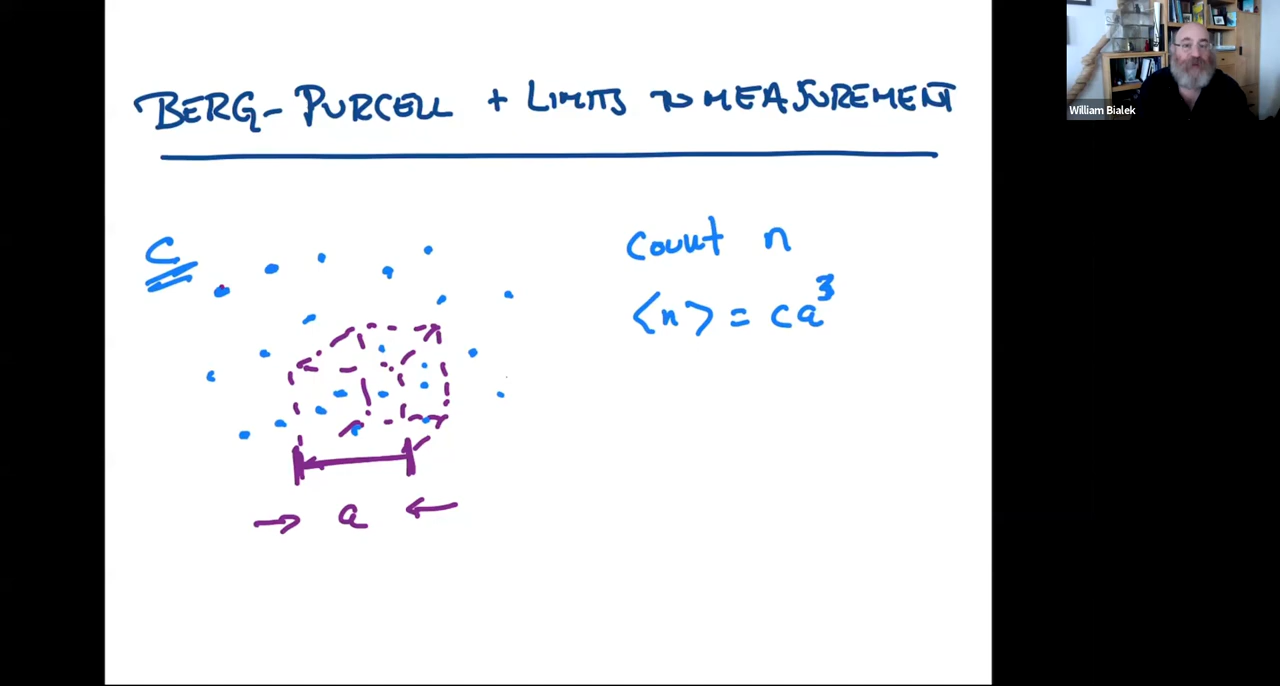 BERG-PURCELL + LIMITS TO MEASUREMENT
William Bialek
C
count n
<n> = ca³
a